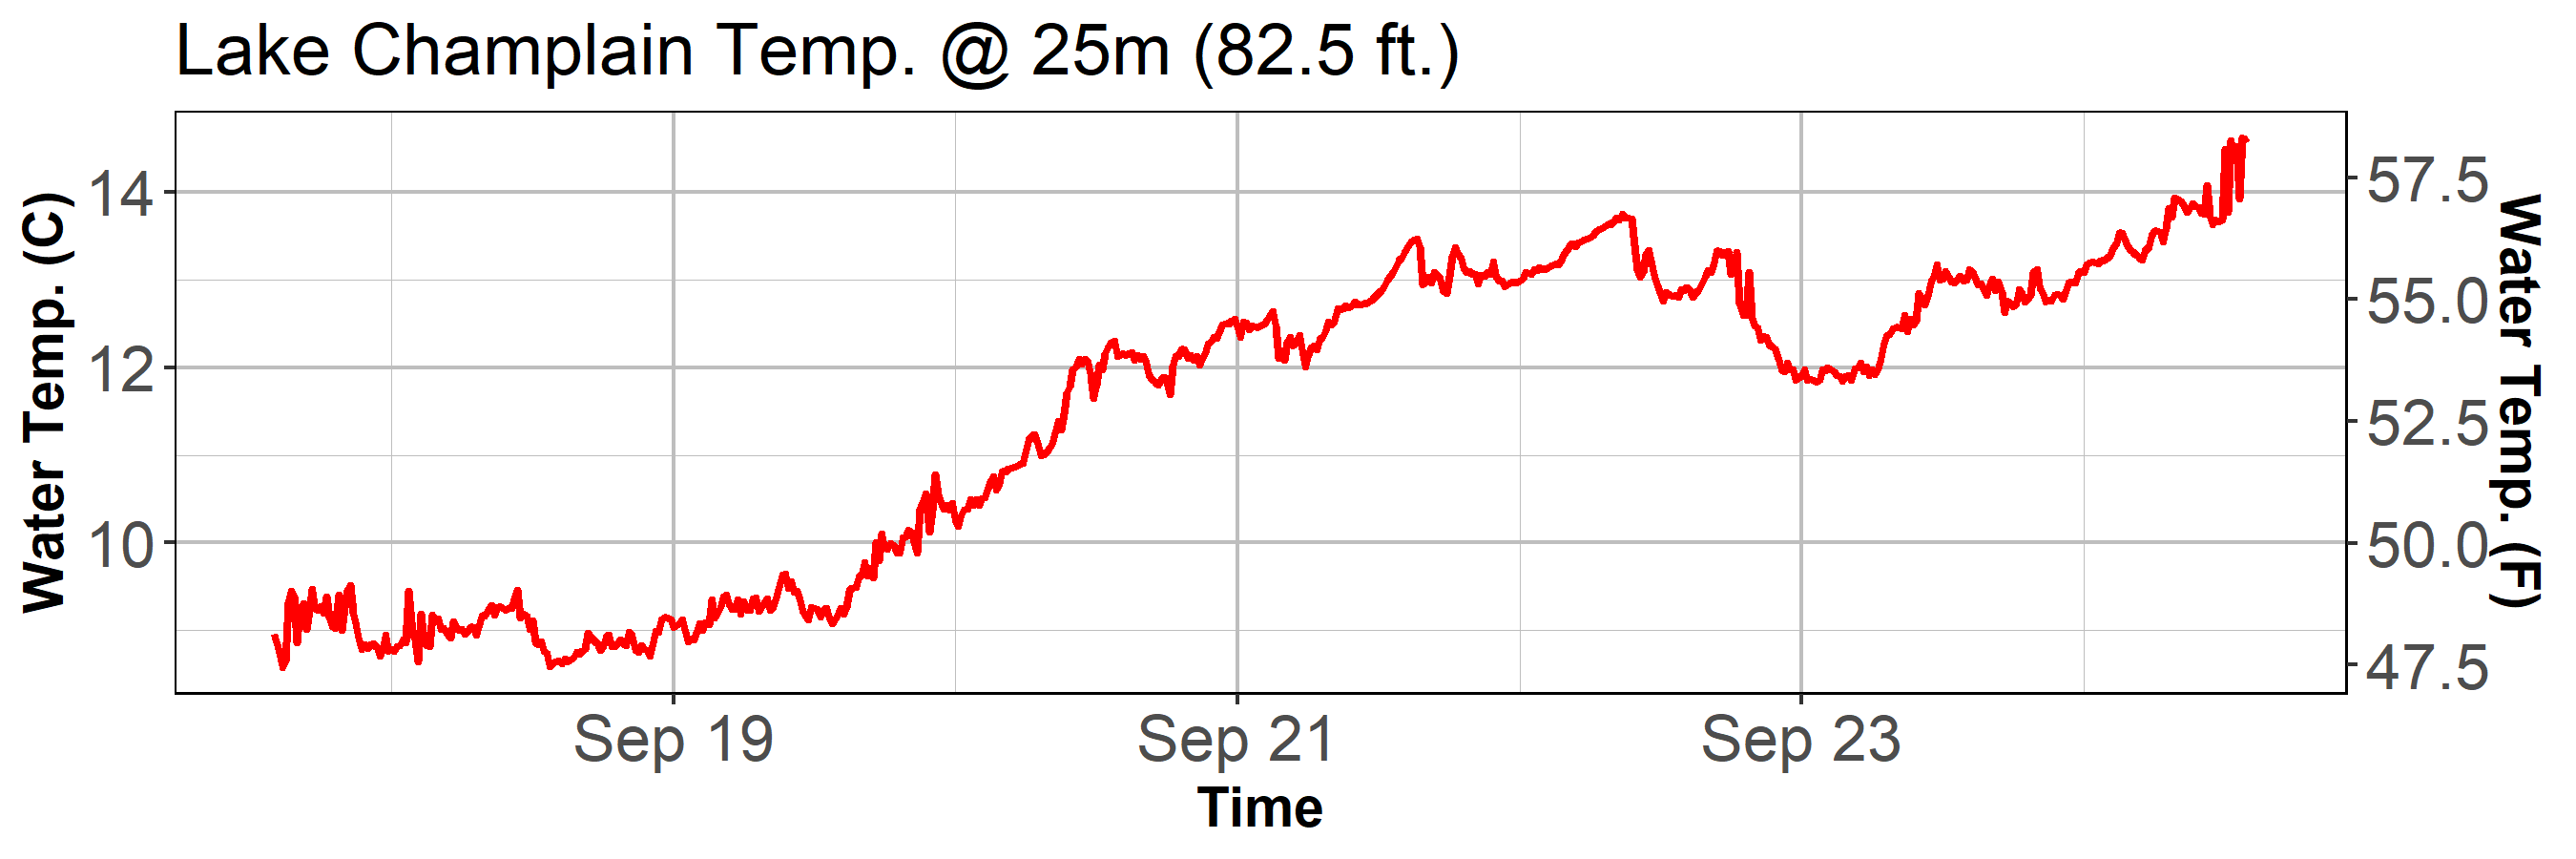 Lake Champlain Temp. @ 25m (82.5 ft.)
Water Temp. (C)
14
12
10
57.5
55.0
52.5
50.0
47.5
Water Temp. (F)
Sep 19
Sep 21
Sep 23
Time